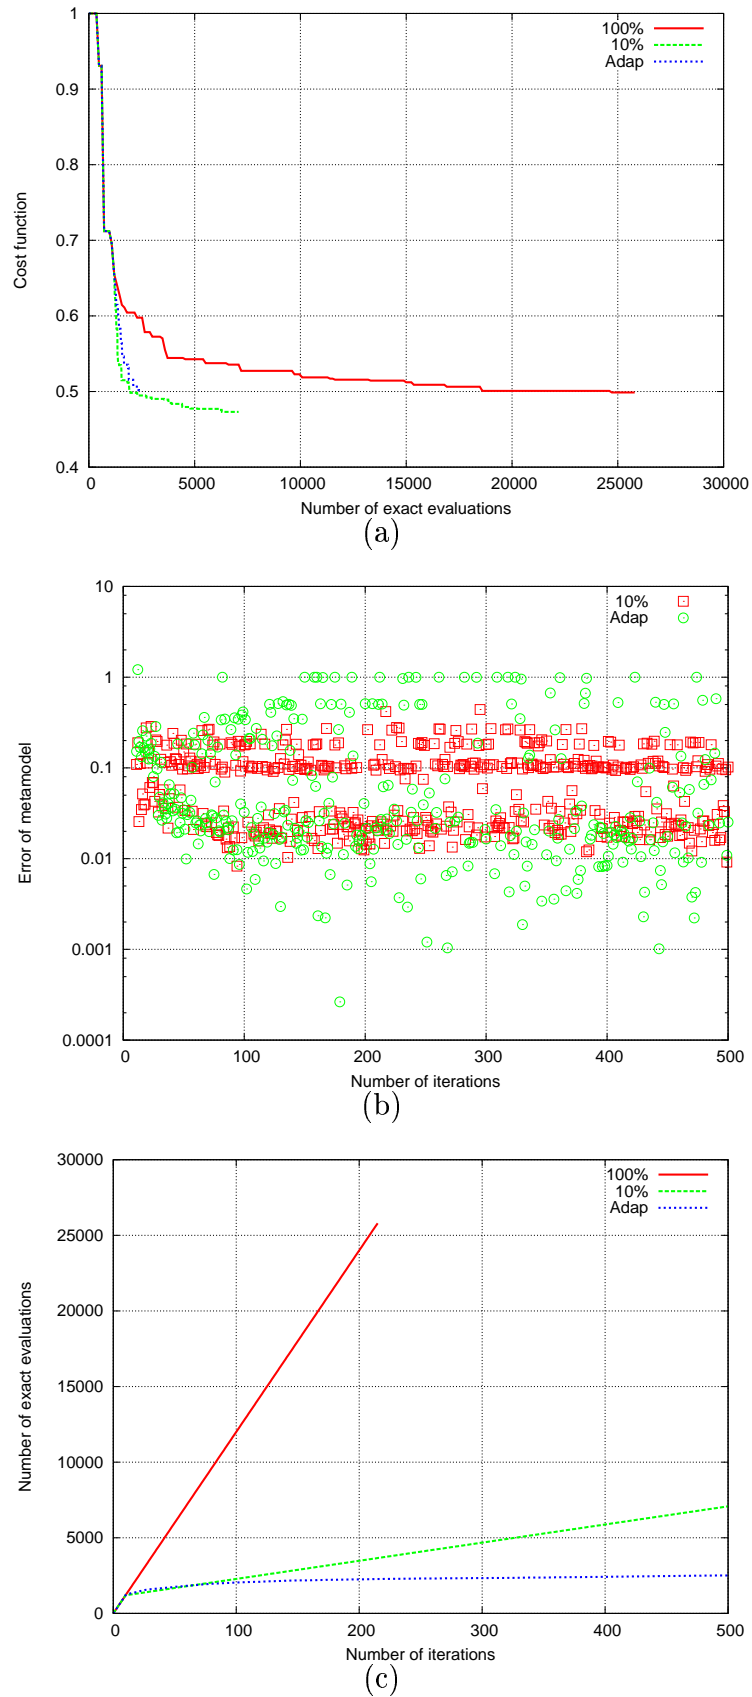 1
0.9
0.8
0.7
0.6
0.5
0.4
Cost function
100%
10%
Adap
0 5000 10000 15000 20000 25000 30000
Number of exact evaluations
(a)
10
1
0.1
0.01
0.001
0.0001
Error of metamodel
10%
Adap
0 100 200 300 400 500
Number of iterations
(b)
30000
25000
20000
15000
10000
5000
0
Number of exact evaluations
100%
10%
Adap
0 100 200 300 400 500
Number of iterations
(c)